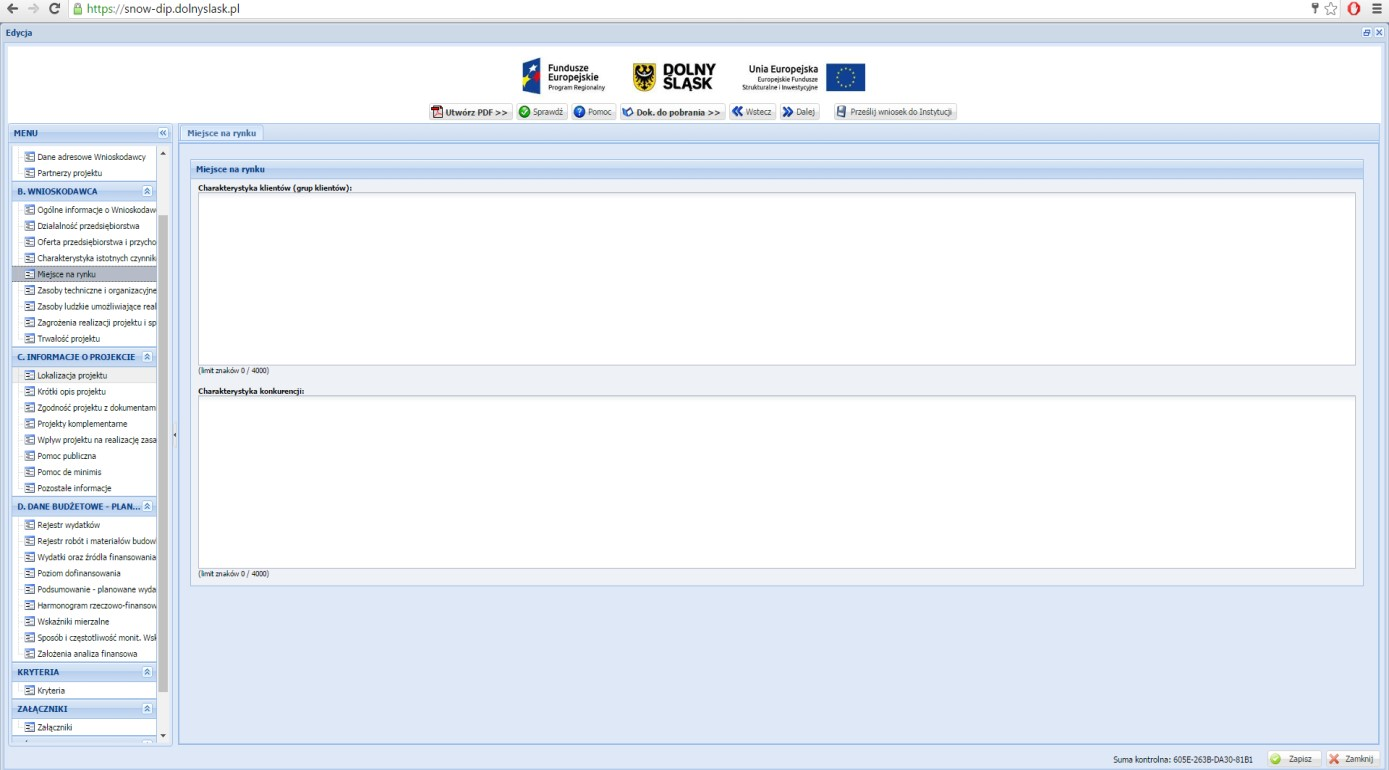 https://snow-dip.dolnyslask.pl
Edycja
Fundusze
Europejskie
Program Regionalny
DOLNY
ŚLĄSK
Unia Europejska
Europejskie Fundusze
Strukturalne i Inwestycyjne
Utwórz PDF >>
Sprawdź
Pomoc
Dok. do pobrania >>
Wstecz
Dalej
Prześlij wniosek do Instytucji
MENU
Dane adresowe Wnioskodawcy
Partnerzy projektu
B. WNIOSKODAWCA
Ogólne informacje o Wnioskodaw
Działalność przedsiębiorstwa
Oferta przedsiębiorstwa i przycho
Charakterystyka istotnych czynnik
Miejsce na rynku
Zasoby techniczne i organizacyjne
Zasoby ludzkie umożliwiające real
Zagrożenia realizacji projektu i sp
Trwałość projektu
C. INFORMACJE O PROJEKCIE
Lokalizacja projektu
Krótki opis projektu
Zgodność projektu z dokumentam
Projekty komplementarne
Wpływ projektu na realizację zasa
Pomoc publiczna
Pomoc de minimis
Pozostałe informacje
D. DANE BUDŻETOWE - PLAN...
Rejestr wydatków
Rejestr robót i materiałów budowl
Wydatki oraz źródła finansowania
Poziom dofinansowania
Podsumowanie - planowane wyda
Harmonogram rzeczowo-finansow
Wskaźniki mierzalne
Sposób i częstotliwość monit. Wsk
Założenia analiza finansowa
KRYTERIA
Kryteria
ZAŁĄCZNIKI
Załączniki
Miejsce na rynku
Miejsce na rynku
Charakterystyka klientów (grup klientów):
(limit znaków 0 / 4000)
Charakterystyka konkurencji:
(limit znaków 0 / 4000)
Suma kontrolna: 605E-263B-DA30-81B1
Zapisz
Zamknij